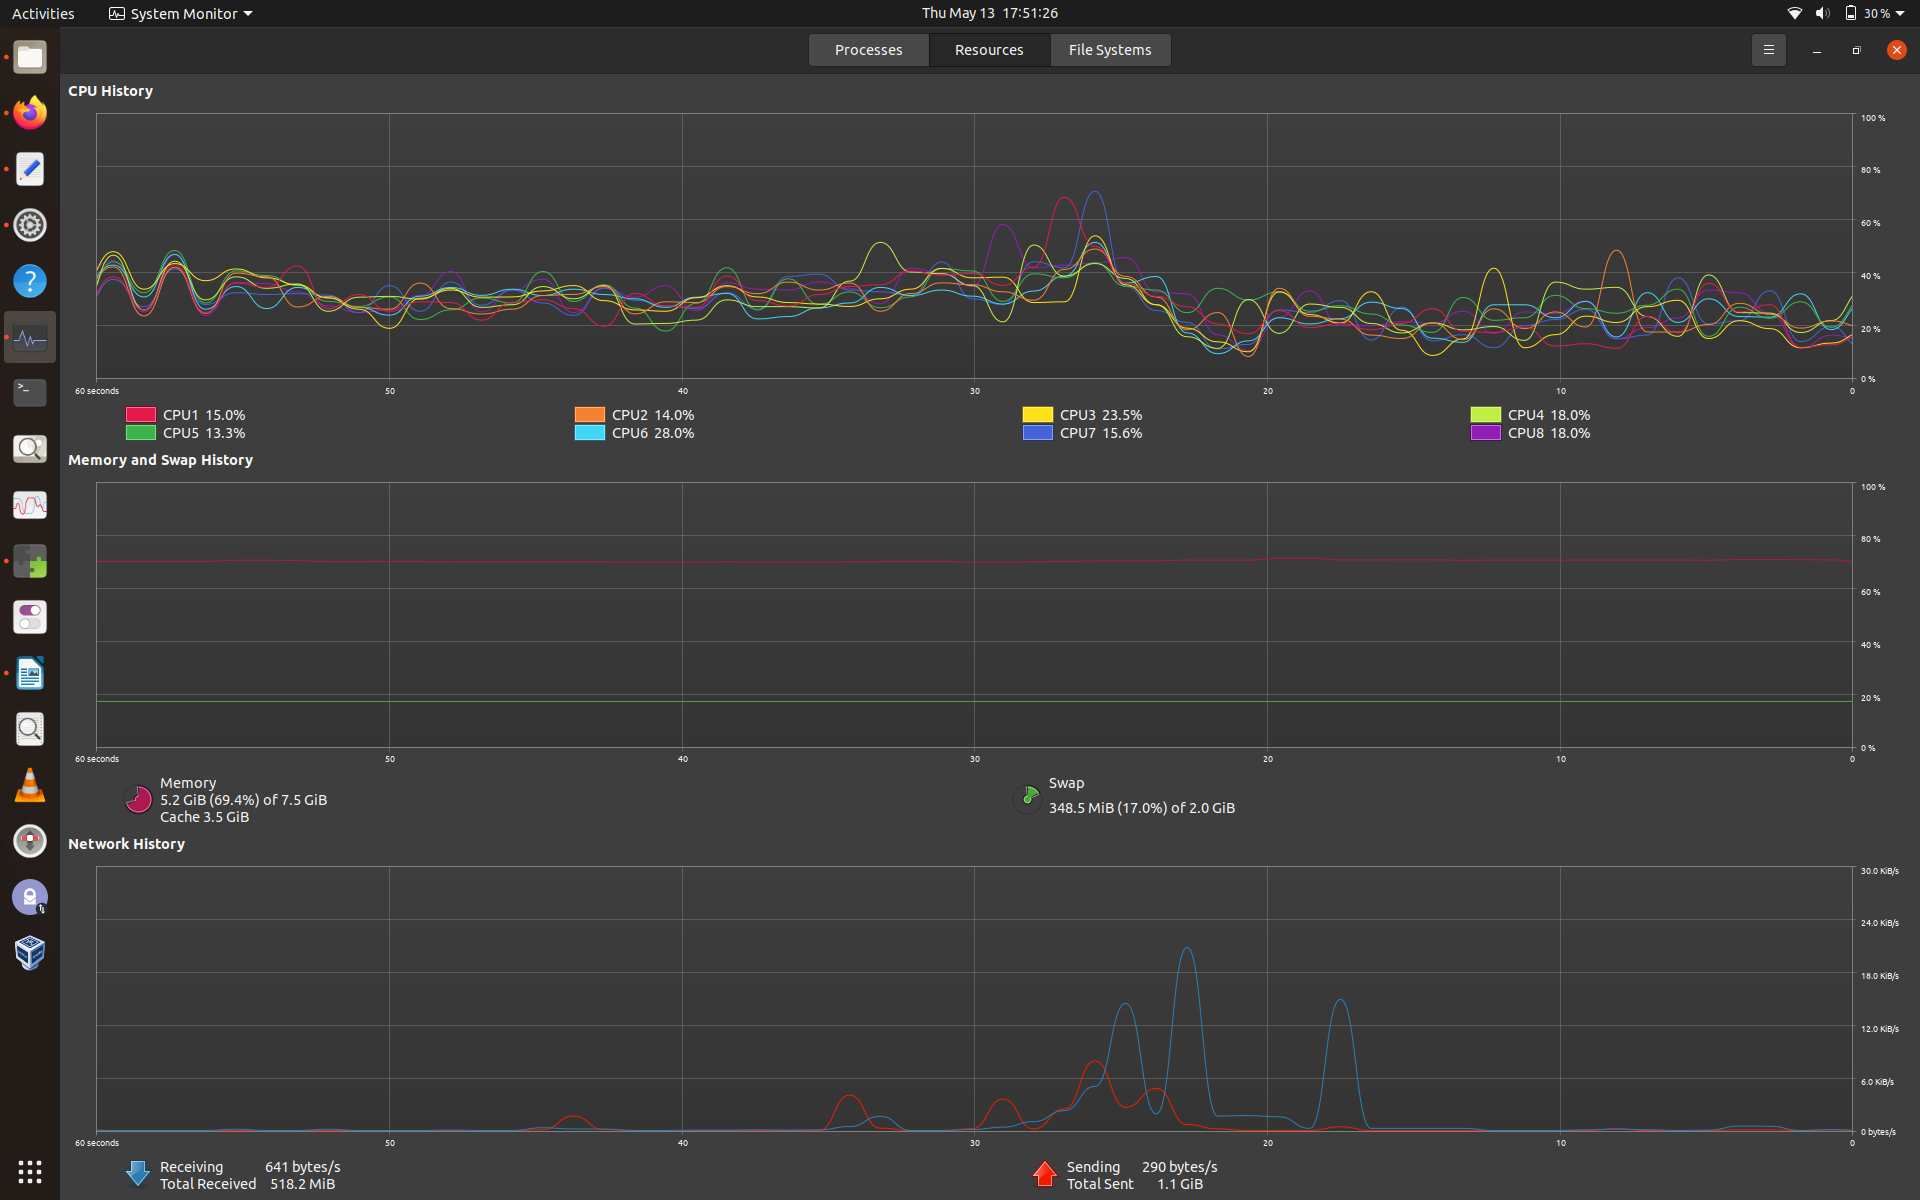 Activities System Monitor Thu May 13 17:51:26 30 %
Processes Resources File Systems
CPU History
100 %
80 %
60 %
40 %
20 %
0 %
60 seconds 50 40 30 20 10 0
CPU1 15.0% CPU2 14.0% CPU3 23.5% CPU4 18.0%
CPU5 13.3% CPU6 28.0% CPU7 15.6% CPU8 18.0%
Memory and Swap History
100 %
80 %
60 %
40 %
20 %
0 %
60 seconds 50 40 30 20 10 0
Memory
5.2 GiB (69.4%) of 7.5 GiB
Cache 3.5 GiB
Swap
348.5 MiB (17.0%) of 2.0 GiB
Network History
30.0 KiB/s
24.0 KiB/s
18.0 KiB/s
12.0 KiB/s
6.0 KiB/s
0 bytes/s
60 seconds 50 40 30 20 10 0
Receiving 641 bytes/s
Total Received 518.2 MiB
Sending 290 bytes/s
Total Sent 1.1 GiB